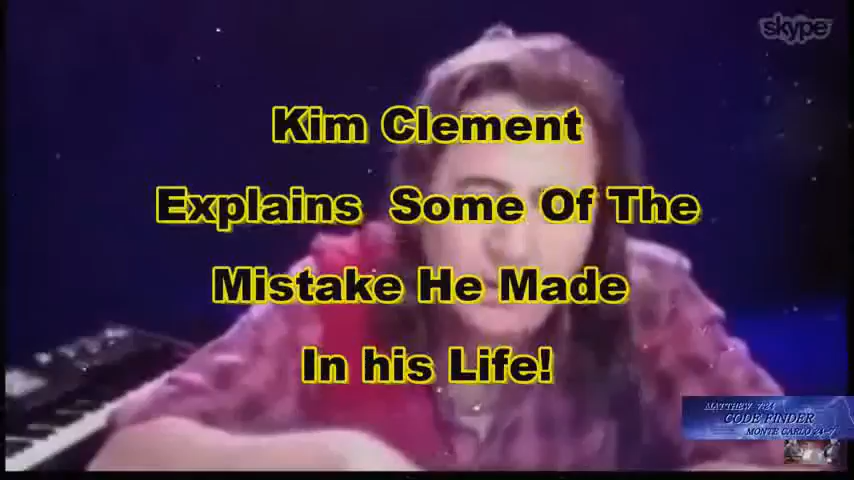 skype
Kim Clement
Explains Some Of The
Mistake He Made
In his Life!
MATTHEW 7:24
CODE FINDER
MONTE CARLO 24-7